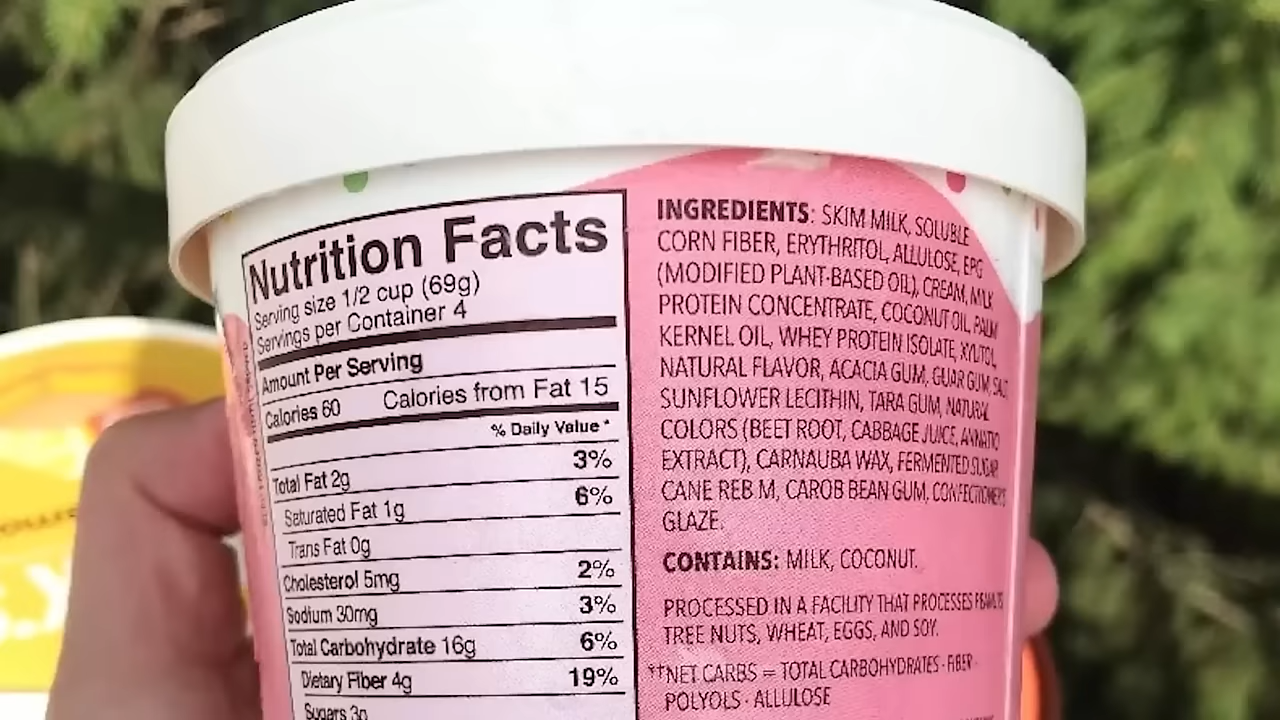 Nutrition Facts
Serving size 1/2 cup (69g)
Servings per Container 4
Amount Per Serving
Calories 60 Calories from Fat 15
% Daily Value *
Total Fat 2g 3%
Saturated Fat 1g 6%
Trans Fat 0g
Cholesterol 5mg 2%
Sodium 30mg 3%
Total Carbohydrate 16g 6%
Dietary Fiber 4g 19%
Sugars 3g
INGREDIENTS: SKIM MILK, SOLUBLE
CORN FIBER, ERYTHRITOL, ALLULOSE, EPG
(MODIFIED PLANT-BASED OIL), CREAM, MILK
PROTEIN CONCENTRATE, COCONUT OIL, PALM
KERNEL OIL, WHEY PROTEIN ISOLATE, XYLITOL,
NATURAL FLAVOR, ACACIA GUM, GUAR GUM, SALT,
SUNFLOWER LECITHIN, TARA GUM, NATURAL
COLORS (BEET ROOT, CABBAGE JUICE, ANNATTO
EXTRACT), CARNAUBA WAX, FERMENTED SUGAR
CANE REB M, CAROB BEAN GUM, CONFECTIONER'S
GLAZE.
CONTAINS: MILK, COCONUT.
PROCESSED IN A FACILITY THAT PROCESSES PEANUTS
TREE NUTS, WHEAT, EGGS, AND SOY.
††NET CARBS = TOTAL CARBOHYDRATES - FIBER -
POLYOLS - ALLULOSE